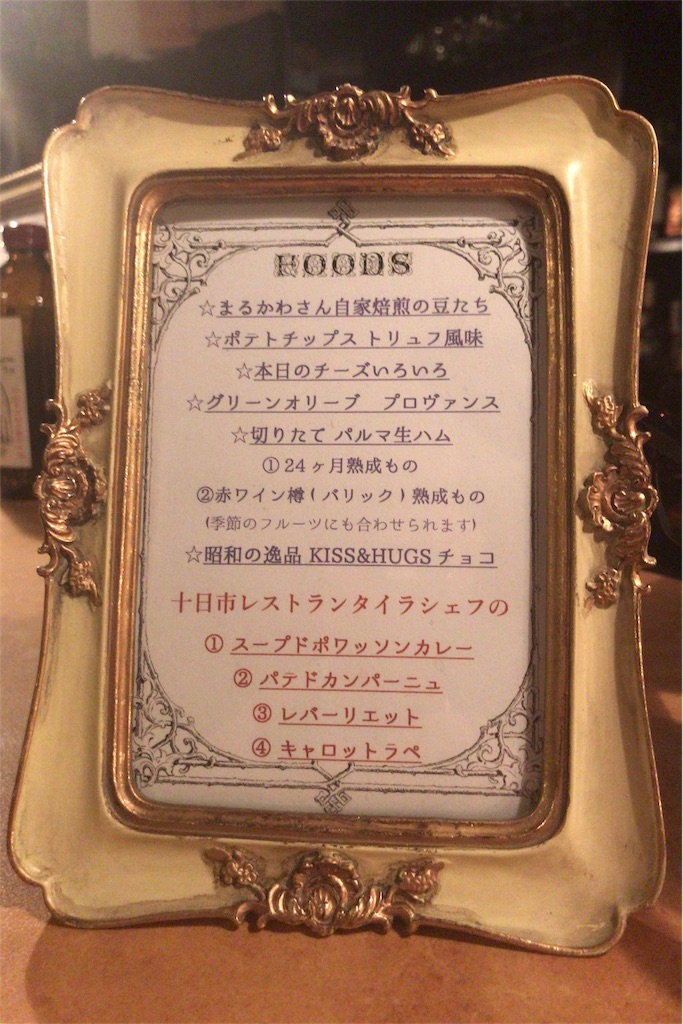 FOODS
☆まるかわさん自家焙煎の豆たち
☆ポテトチップス トリュフ風味
☆本日のチーズいろいろ
☆グリーンオリーブ　プロヴァンス
☆切りたて パルマ生ハム
①24ヶ月熟成もの
②赤ワイン樽(バリック)熟成もの
(季節のフルーツにも合わせられます)
☆昭和の逸品 KISS&HUGS チョコ
十日市レストランタイラシェフの
① スープドポワッソンカレー
② パテドカンパーニュ
③ レバーリエット
④ キャロットラペ